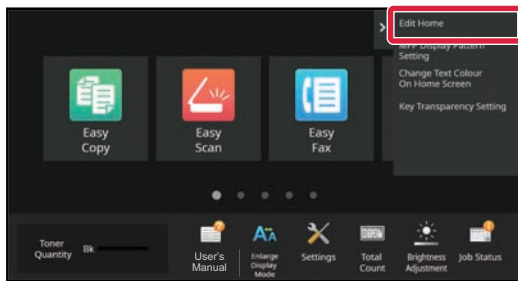 Edit Home
MFP Display Pattern
Setting
Change Text Colour
On Home Screen
Key Transparency Setting
Easy
Copy
Easy
Scan
Easy
Fax
Toner
Quantity
Bk
User's
Manual
Enlarge
Display
Mode
Settings
Total
Count
Brightness
Adjustment
Job Status